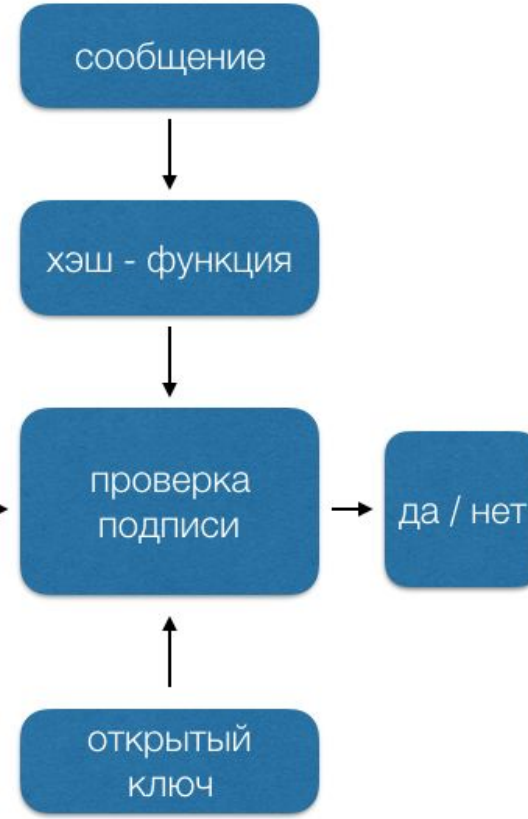 сообщение
хэш - функция
проверка
подписи
да / нет
открытый
ключ